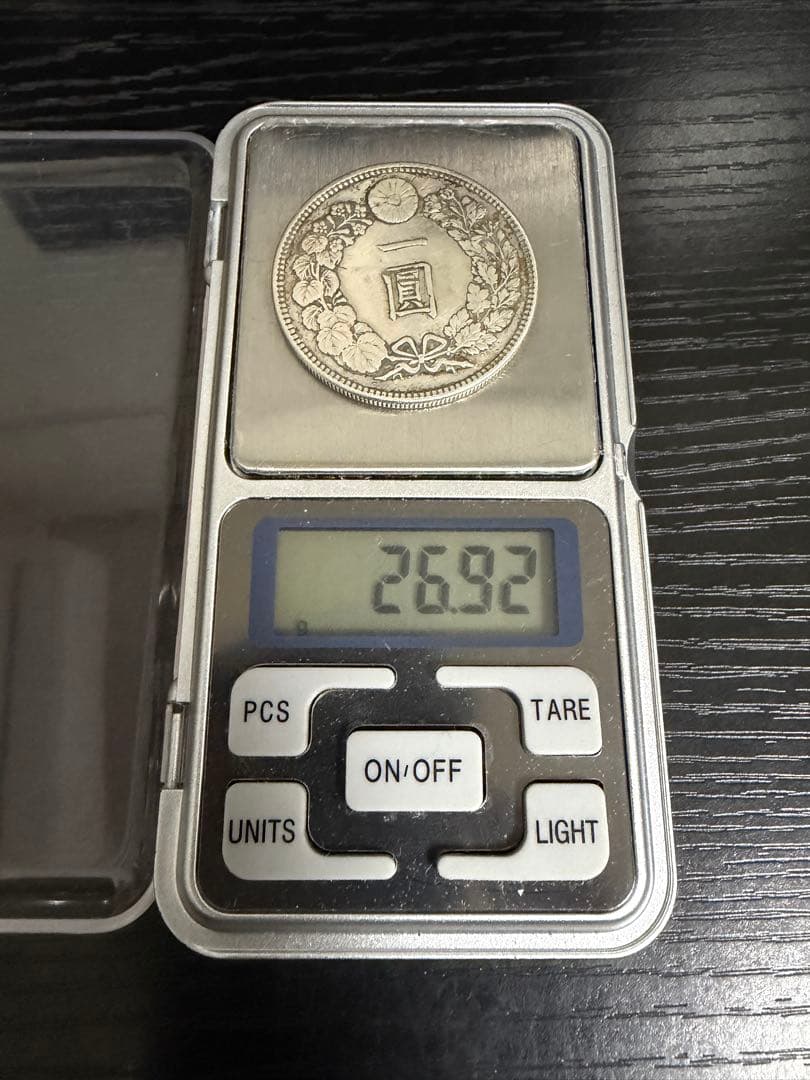 一
圓
26.92
g
PCS
TARE
ON/OFF
UNITS
LIGHT